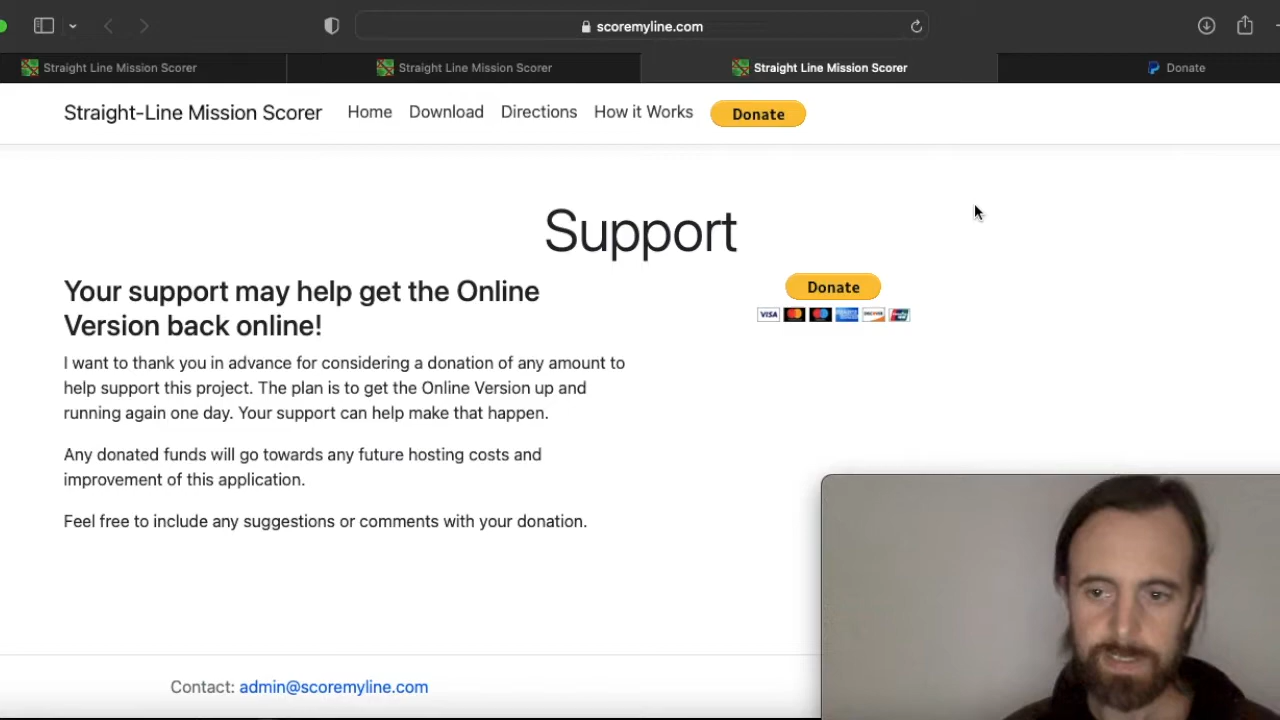 scoremyline.com
Straight Line Mission Scorer
Straight Line Mission Scorer
Straight Line Mission Scorer
Donate
Straight-Line Mission Scorer Home Download Directions How it Works Donate
Support
Your support may help get the Online
Version back online!
I want to thank you in advance for considering a donation of any amount to
help support this project. The plan is to get the Online Version up and
running again one day. Your support can help make that happen.
Any donated funds will go towards any future hosting costs and
improvement of this application.
Feel free to include any suggestions or comments with your donation.
Donate
VISA
Contact: admin@scoremyline.com